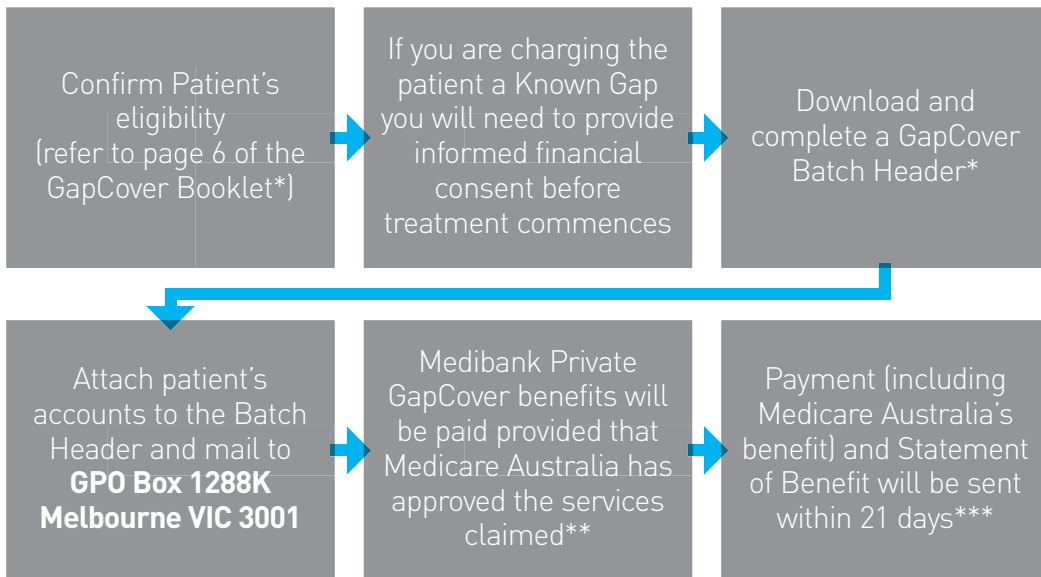 Confirm Patient's
eligibility
(refer to page 6 of the
GapCover Booklet*)
If you are charging the
patient a Known Gap
you will need to provide
informed financial
consent before
treatment commences
Download and
complete a GapCover
Batch Header*
Attach patient's
accounts to the Batch
Header and mail to
GPO Box 1288K
Melbourne VIC 3001
Medibank Private
GapCover benefits will
be paid provided that
Medicare Australia has
approved the services
claimed**
Payment (including
Medicare Australia's
benefit) and Statement
of Benefit will be sent
within 21 days***